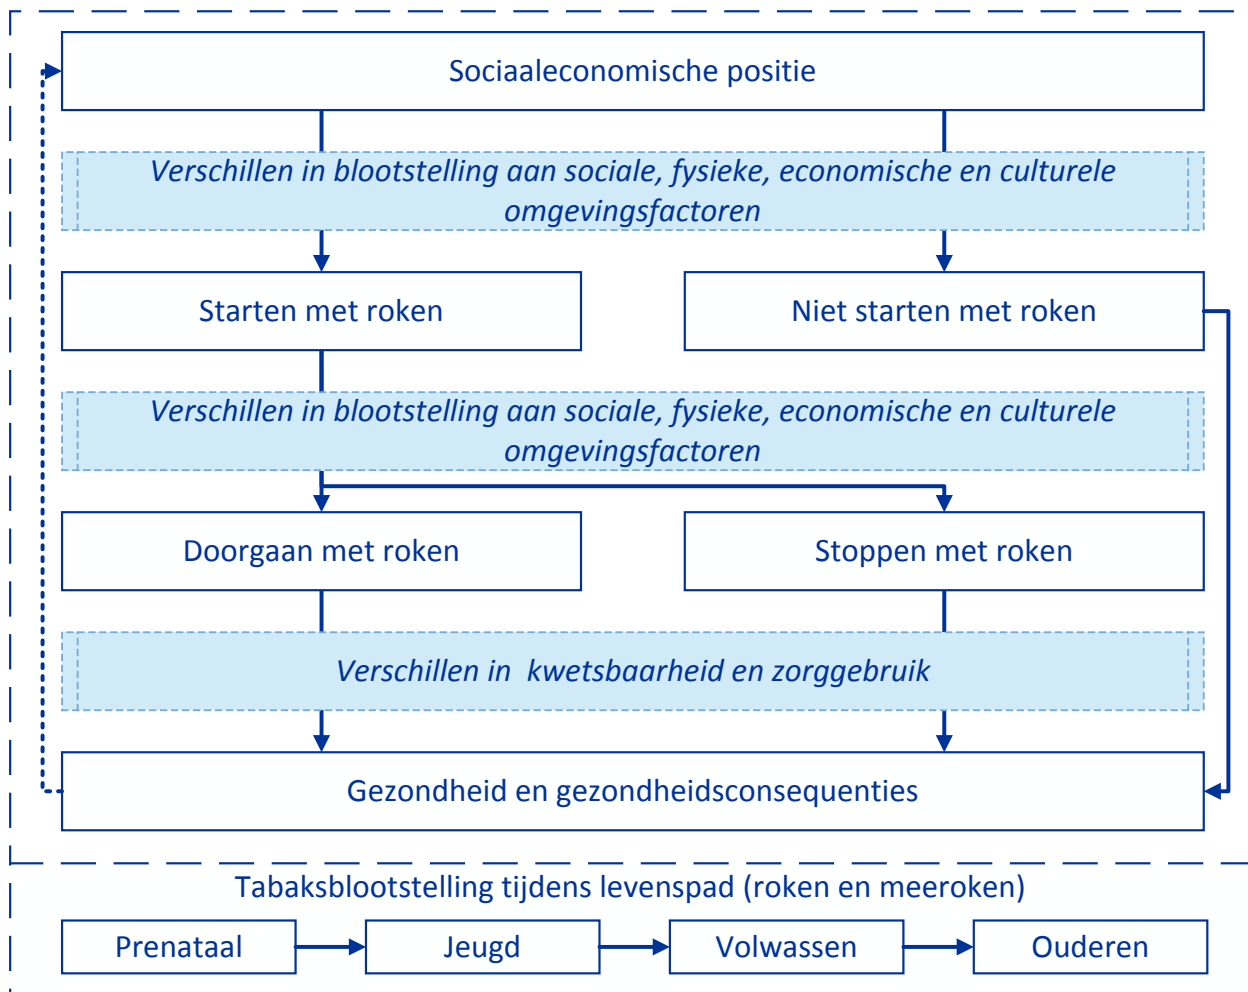 Sociaaleconomische positie
Verschillen in blootstelling aan sociale, fysieke, economische en culturele
omgevingsfactoren
Starten met roken
Niet starten met roken
Verschillen in blootstelling aan sociale, fysieke, economische en culturele
omgevingsfactoren
Doorgaan met roken
Stoppen met roken
Verschillen in kwetsbaarheid en zorggebruik
Gezondheid en gezondheidsconsequenties
Tabaksblootstelling tijdens levenspad (roken en meeroken)
Prenataal
Jeugd
Volwassen
Ouderen